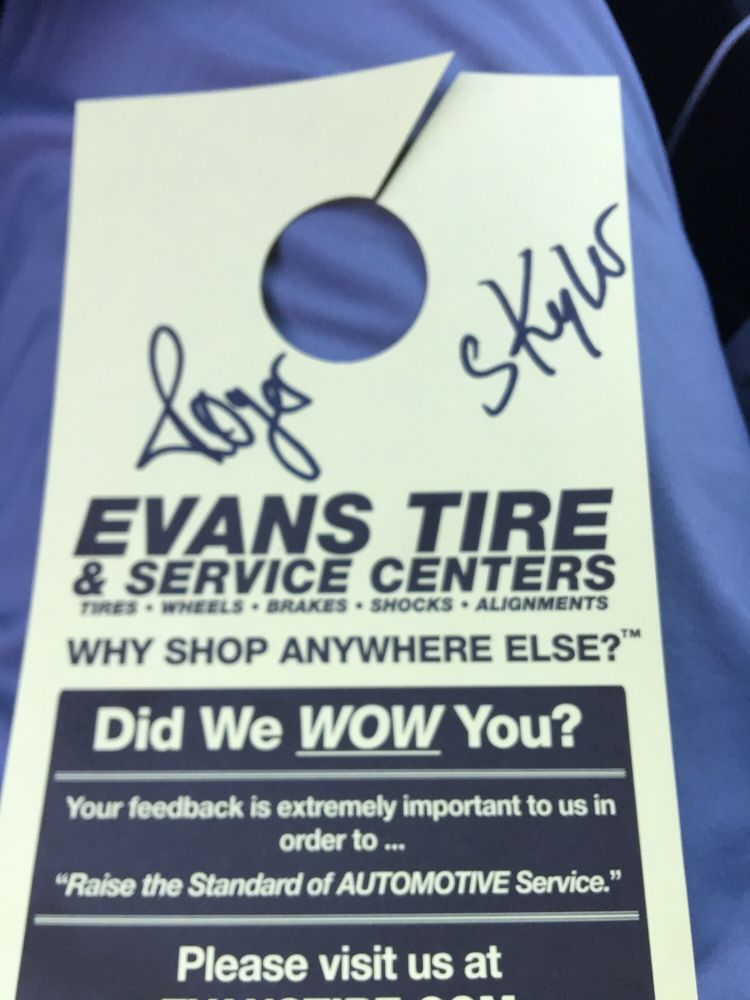 Skyler
EVANS TIRE
& SERVICE CENTERS
TIRES • WHEELS • BRAKES • SHOCKS • ALIGNMENTS
WHY SHOP ANYWHERE ELSE?™
Did We WOW You?
Your feedback is extremely important to us in
order to ...
“Raise the Standard of AUTOMOTIVE Service.”
Please visit us at
EVANSTIRE.COM